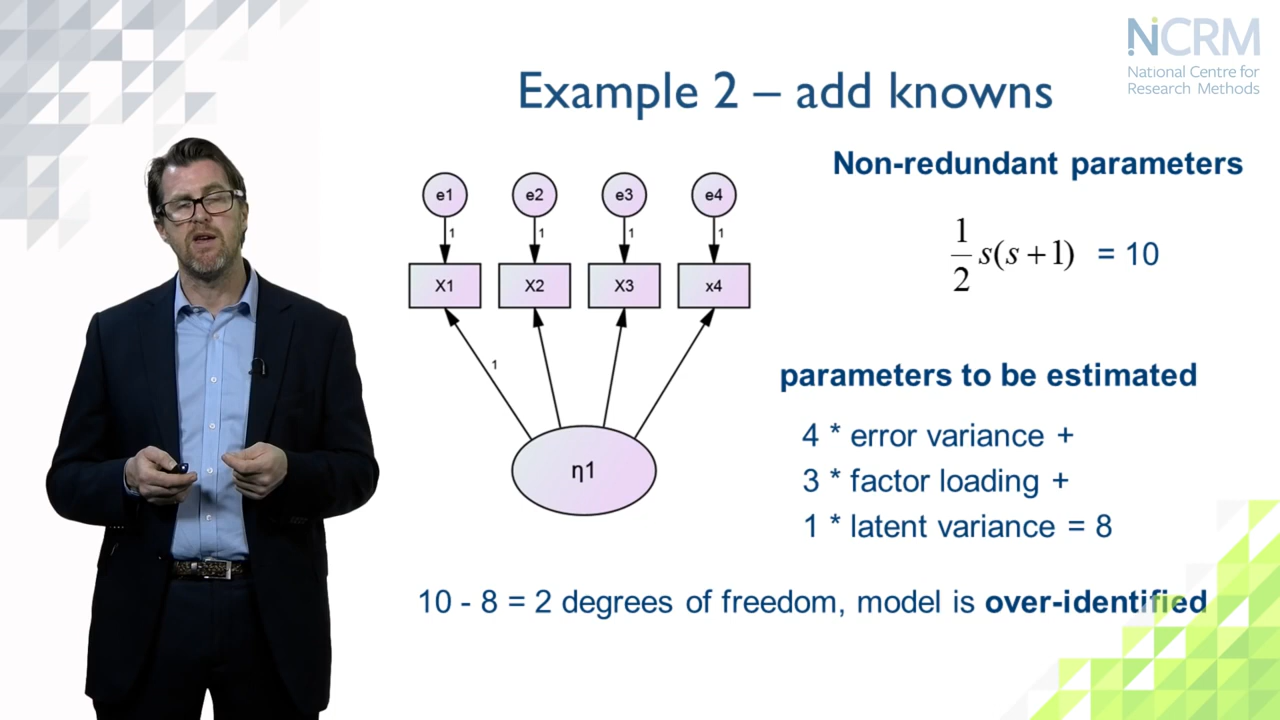 NCRM
National Centre for
Research Methods
Example 2 – add knowns
Non-redundant parameters
e1 e2 e3 e4
1 1 1 1
X1 X2 X3 x4
1
η1
1/2 s(s+1) = 10
parameters to be estimated
4 * error variance +
3 * factor loading +
1 * latent variance = 8
10 - 8 = 2 degrees of freedom, model is over-identified